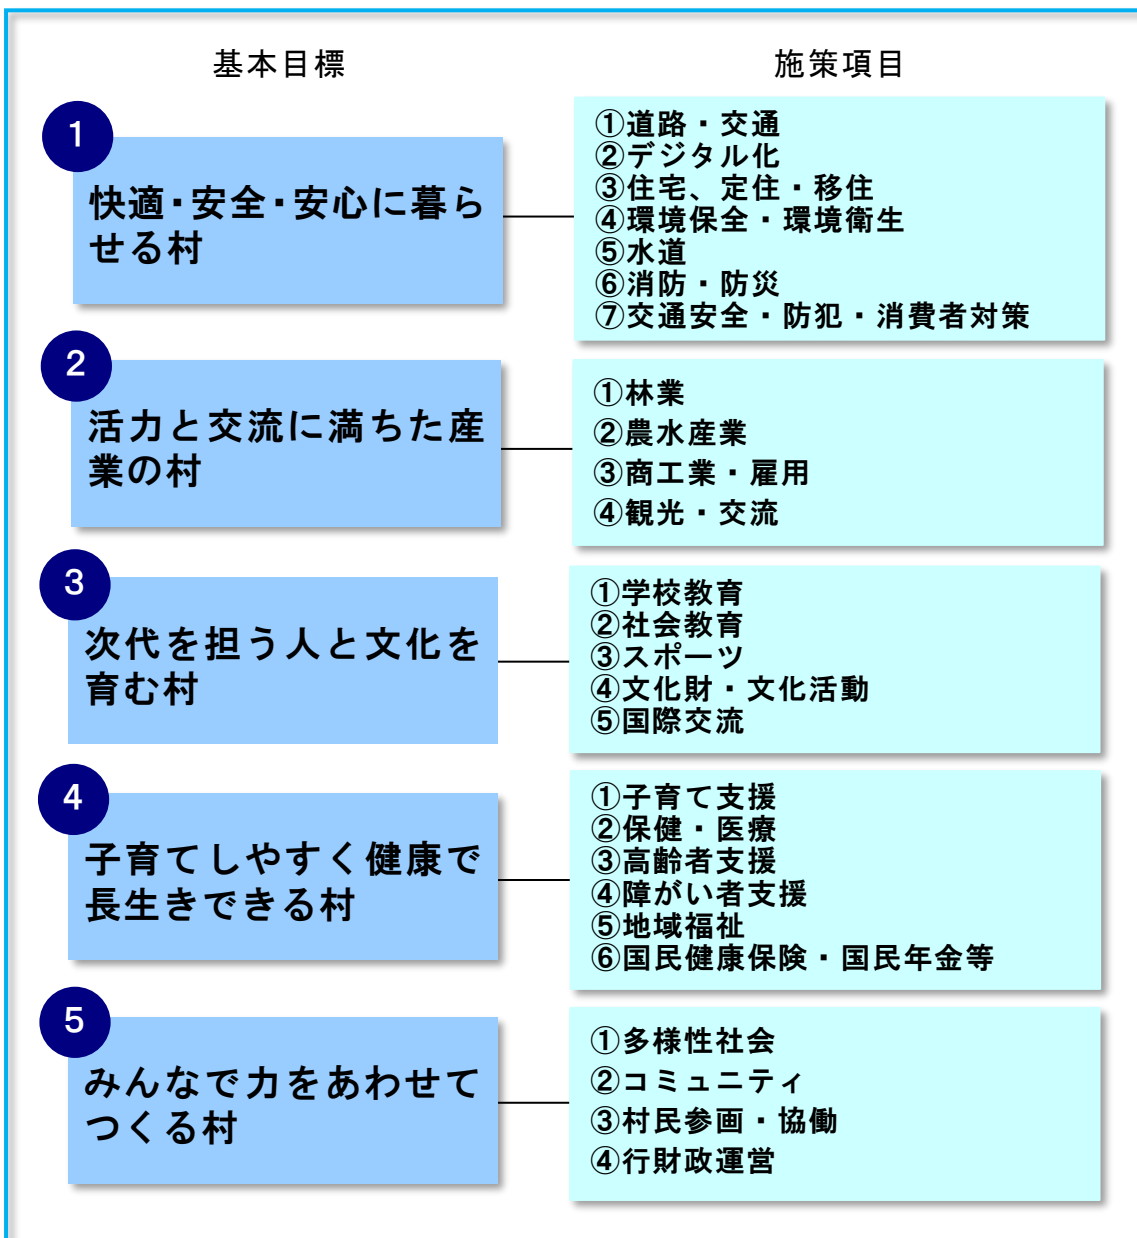 基本目標
施策項目
1
快適・安全・安心に暮ら
せる村
①道路・交通
②デジタル化
③住宅、定住・移住
④環境保全・環境衛生
⑤水道
⑥消防・防災
⑦交通安全・防犯・消費者対策
2
活力と交流に満ちた産
業の村
①林業
②農水産業
③商工業・雇用
④観光・交流
3
次代を担う人と文化を
育む村
①学校教育
②社会教育
③スポーツ
④文化財・文化活動
⑤国際交流
4
子育てしやすく健康で
長生きできる村
①子育て支援
②保健・医療
③高齢者支援
④障がい者支援
⑤地域福祉
⑥国民健康保険・国民年金等
5
みんなで力をあわせて
つくる村
①多様性社会
②コミュニティ
③村民参画・協働
④行財政運営